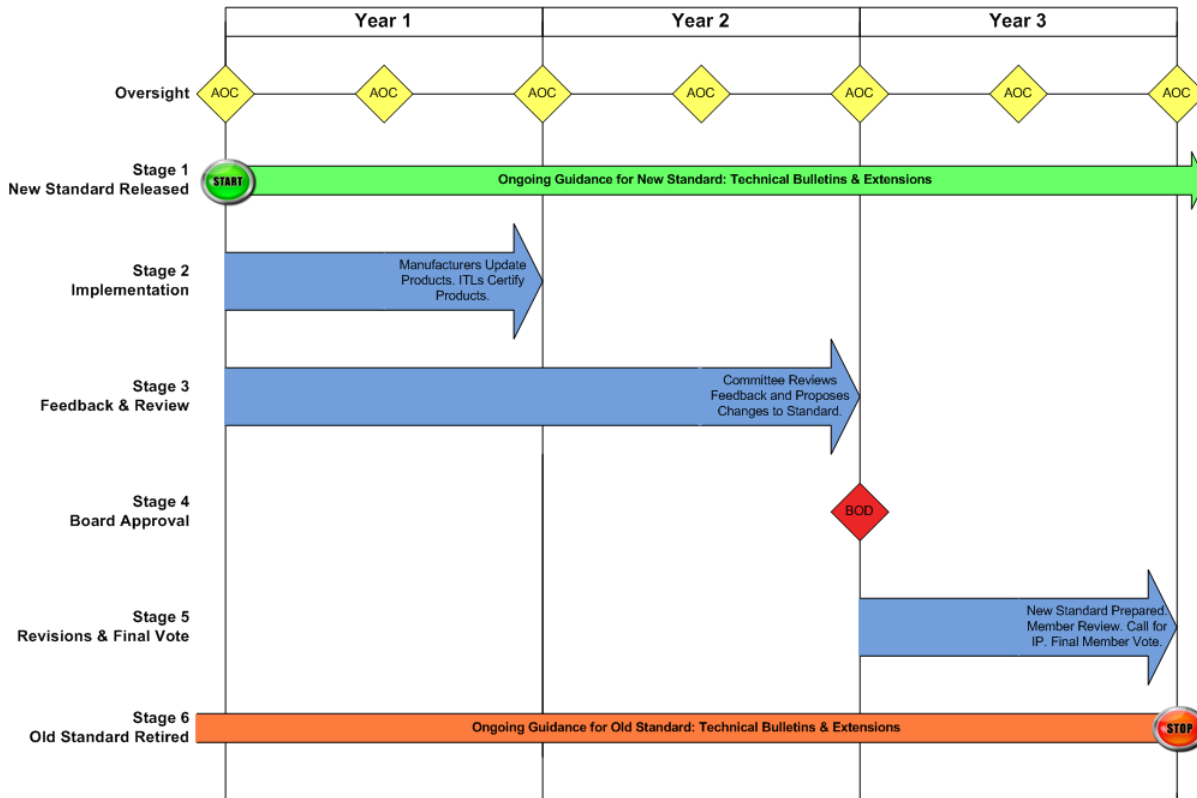 Year 1
Year 2
Year 3
Oversight
AOC
AOC
AOC
AOC
AOC
AOC
AOC
Stage 1
New Standard Released
START
Ongoing Guidance for New Standard: Technical Bulletins & Extensions
Stage 2
Implementation
Manufacturers Update
Products. ITLs Certify
Products.
Stage 3
Feedback & Review
Committee Reviews
Feedback and Proposes
Changes to Standard.
Stage 4
Board Approval
BOD
Stage 5
Revisions & Final Vote
New Standard Prepared.
Member Review. Call for
IP. Final Member Vote.
Stage 6
Old Standard Retired
Ongoing Guidance for Old Standard: Technical Bulletins & Extensions
STOP